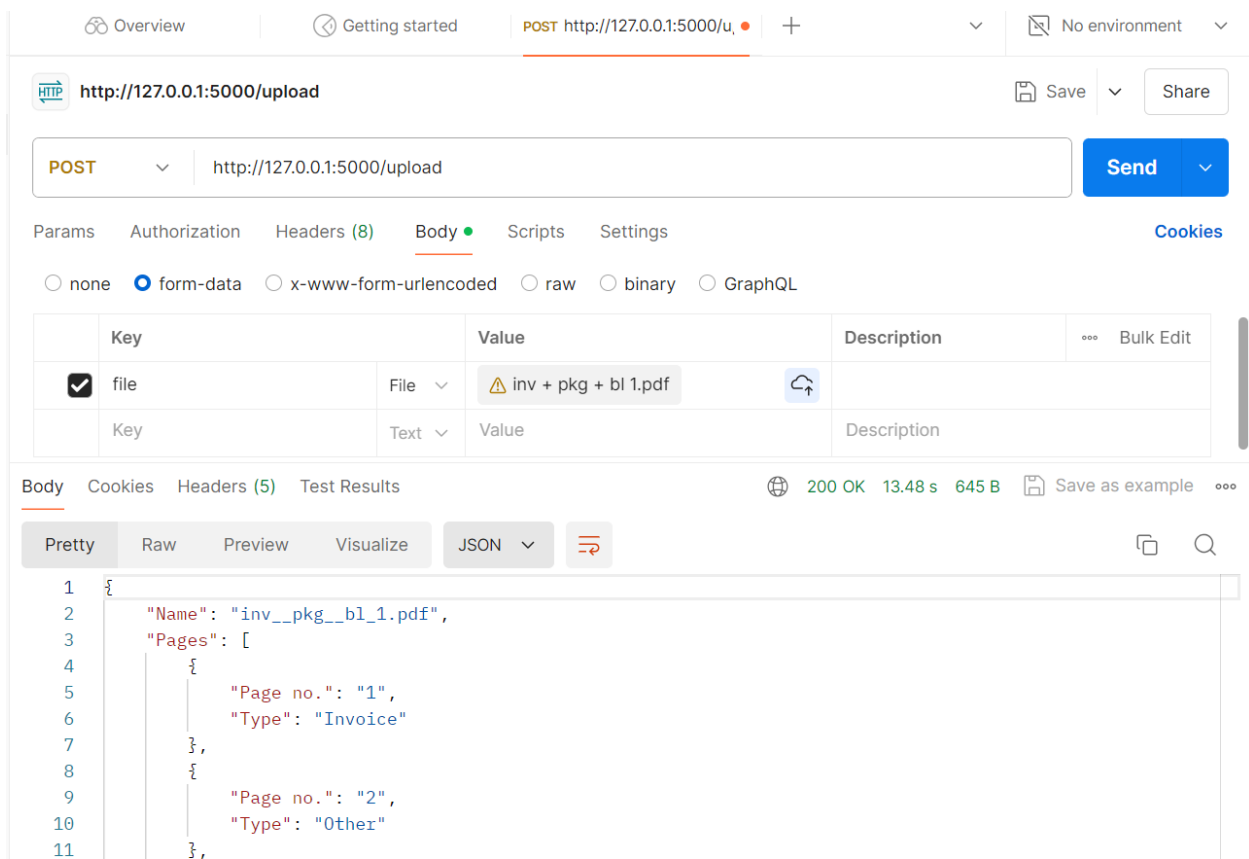 Overview Getting started POST http://127.0.0.1:5000/u, No environment
HTTP http://127.0.0.1:5000/upload Save Share
POST http://127.0.0.1:5000/upload Send
Params Authorization Headers (8) Body Scripts Settings Cookies
none form-data x-www-form-urlencoded raw binary GraphQL
Key Value Description Bulk Edit
file File inv + pkg + bl 1.pdf
Key Text Value Description
Body Cookies Headers (5) Test Results 200 OK 13.48 s 645 B Save as example
Pretty Raw Preview Visualize JSON
1 {
2 "Name": "inv__pkg__bl_1.pdf",
3 "Pages": [
4 {
5 "Page no.": "1",
6 "Type": "Invoice"
7 },
8 {
9 "Page no.": "2",
10 "Type": "Other"
11 },